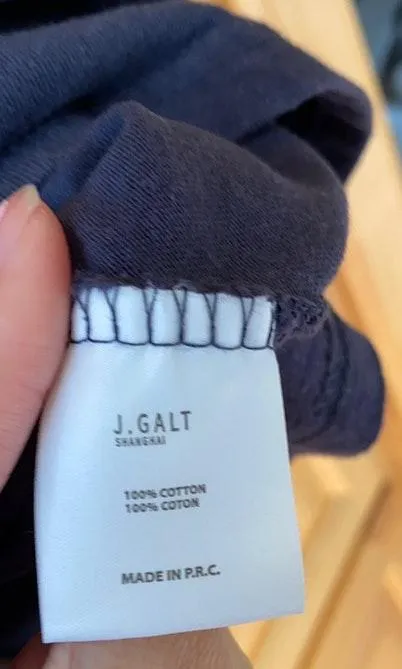 J.GALT
SHANGHAI
100% COTTON
100% COTON
MADE IN P.R.C.